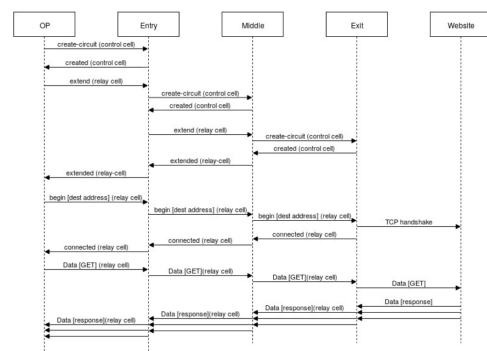 OP
Entry
Middle
Exit
Website
create-circuit (control cell)
created (control cell)
extend (relay cell)
create-circuit (control cell)
created (control cell)
extend (relay cell)
create-circuit (control cell)
created (control cell)
extended (relay-cell)
extended (relay-cell)
begin [dest address] (relay cell)
begin [dest address] (relay cell)
begin [dest address] (relay cell)
TCP handshake
connected (relay cell)
connected (relay cell)
connected (relay cell)
Data [GET] (relay cell)
Data [GET](relay cell)
Data [GET](relay cell)
Data [GET]
Data [response]
Data [response](relay cell)
Data [response](relay cell)
Data [response](relay cell)